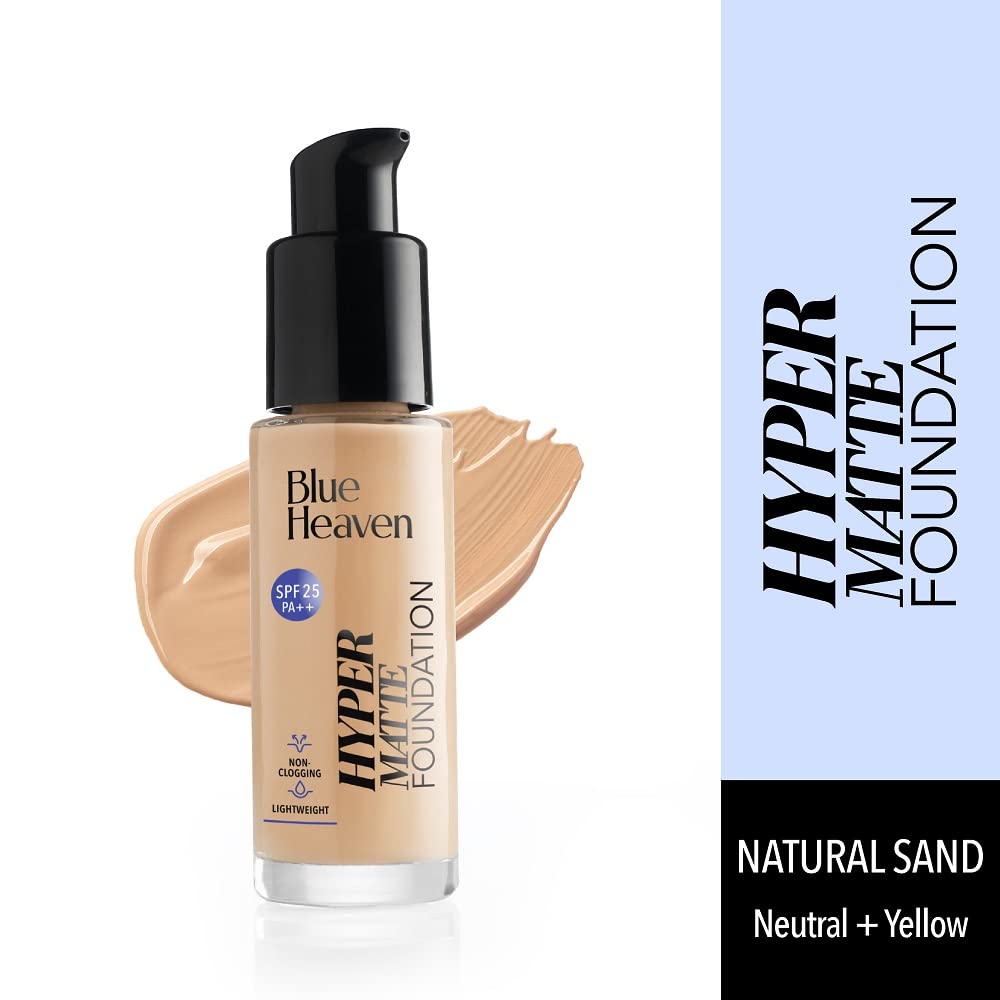 Blue
Heaven
SPF 25
PA++
HYPER
MATTE
FOUNDATION
NON-
CLOGGING
LIGHTWEIGHT
HYPER
MATTE
FOUNDATION
NATURAL SAND
Neutral + Yellow